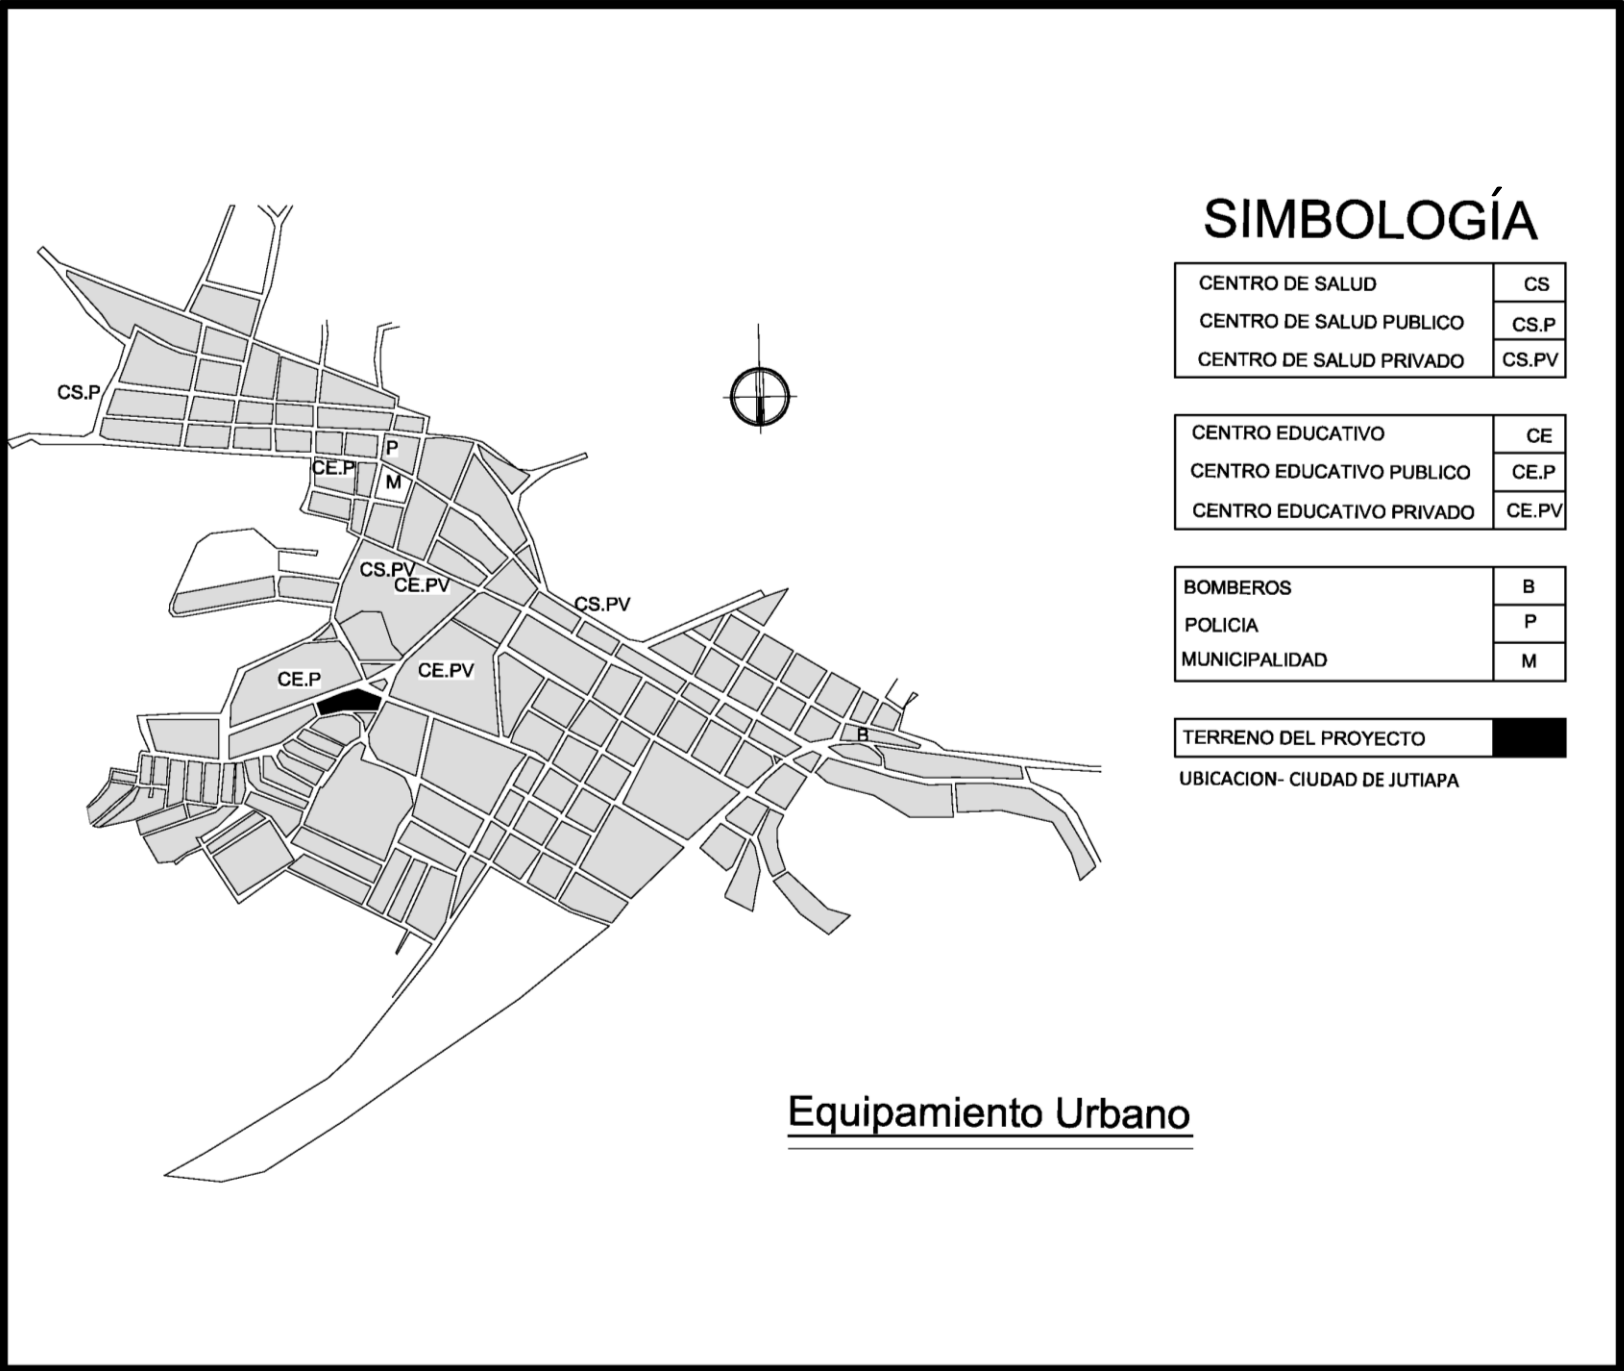 SIMBOLOGÍA
CENTRO DE SALUD CS
CENTRO DE SALUD PUBLICO CS.P
CENTRO DE SALUD PRIVADO CS.PV
CENTRO EDUCATIVO CE
CENTRO EDUCATIVO PUBLICO CE.P
CENTRO EDUCATIVO PRIVADO CE.PV
BOMBEROS B
POLICIA P
MUNICIPALIDAD M
TERRENO DEL PROYECTO
UBICACION- CIUDAD DE JUTIAPA
CS.P
P
CE.P
M
CS.PV
CE.PV
CS.PV
CE.P
CE.PV
B
Equipamiento Urbano